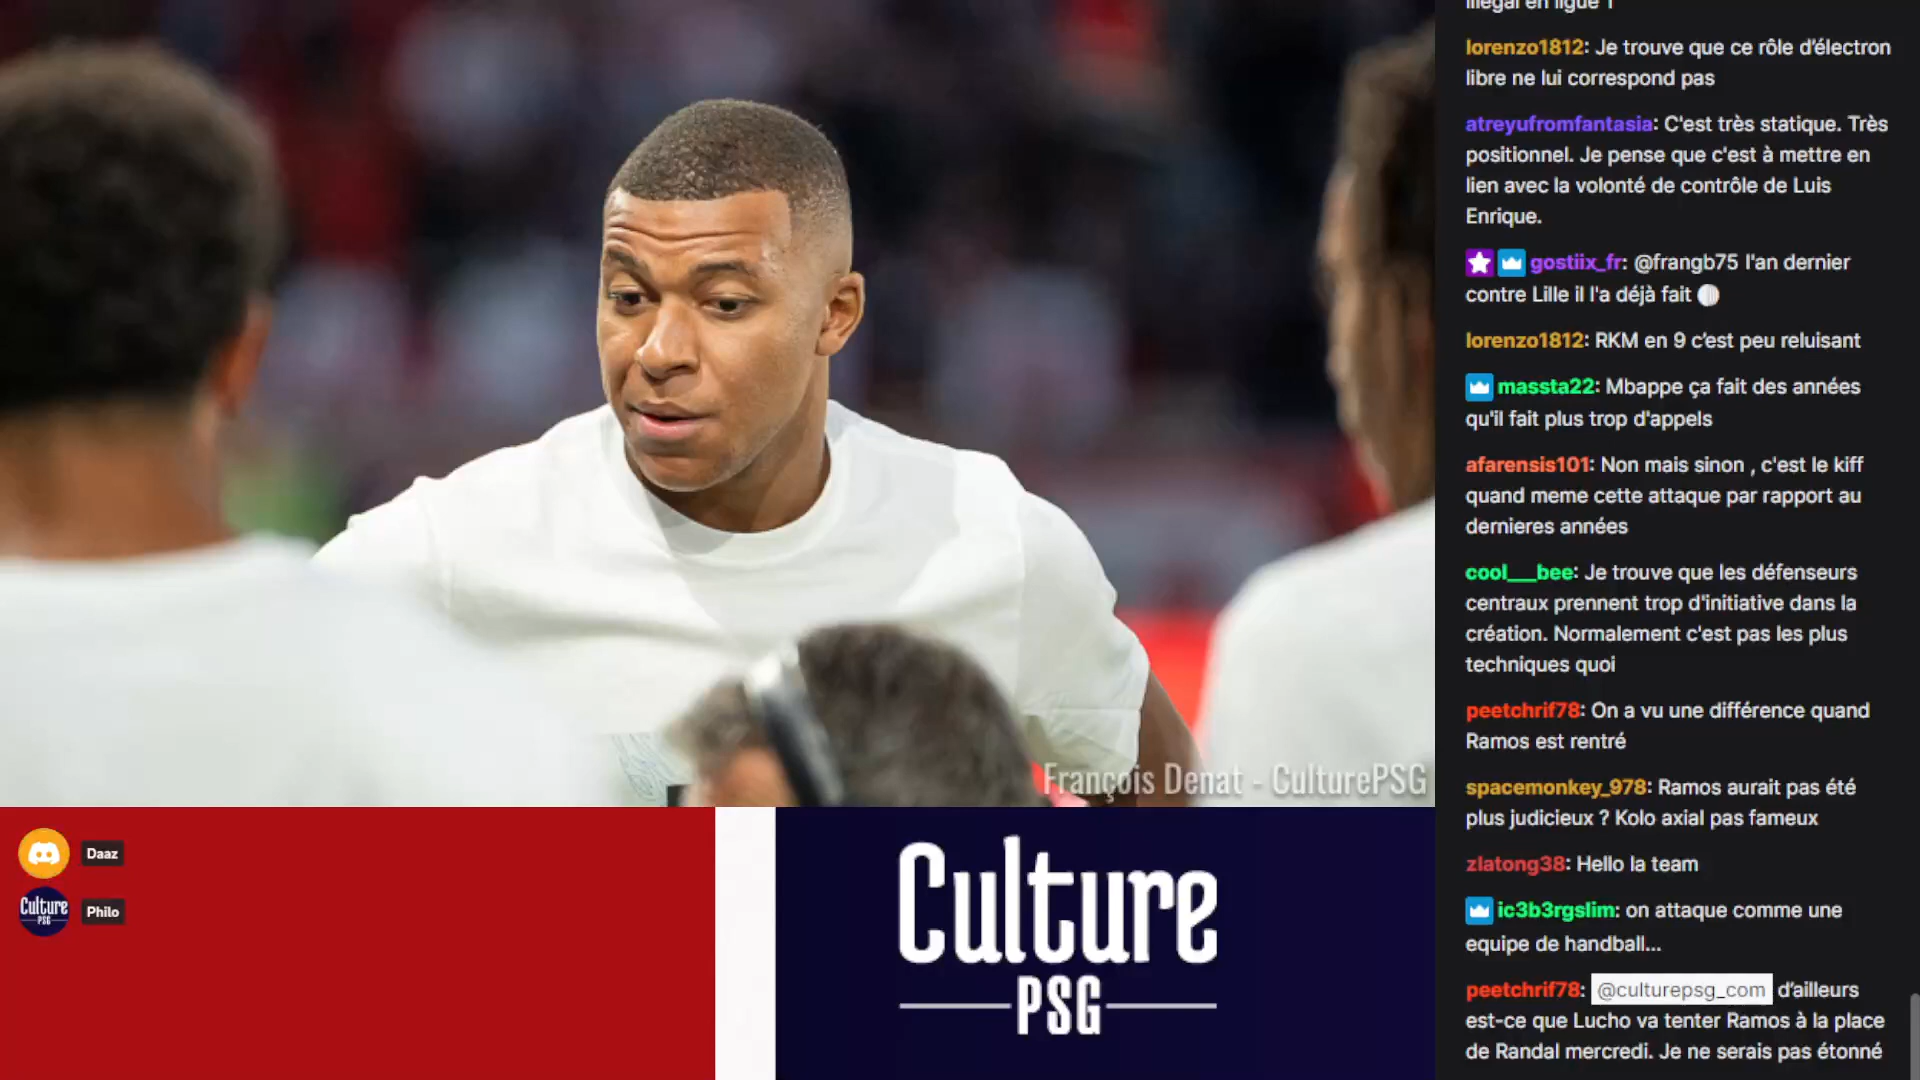 illégal en ligue 1
lorenzo1812: Je trouve que ce rôle d'électron
libre ne lui correspond pas
atreyufromfantasia: C'est très statique. Très
positionnel. Je pense que c'est à mettre en
lien avec la volonté de contrôle de Luis
Enrique.
gostiix_fr: @frangb75 l'an dernier
contre Lille il l'a déjà fait
lorenzo1812: RKM en 9 c'est peu reluisant
massta22: Mbappe ça fait des années
qu'il fait plus trop d'appels
afarensis101: Non mais sinon , c'est le kiff
quand meme cette attaque par rapport au
dernieres années
cool___bee: Je trouve que les défenseurs
centraux prennent trop d'initiative dans la
création. Normalement c'est pas les plus
techniques quoi
peetchrif78: On a vu une différence quand
Ramos est rentré
spacemonkey_978: Ramos aurait pas été
plus judicieux ? Kolo axial pas fameux
zlatong38: Hello la team
ic3b3rgslim: on attaque comme une
equipe de handball...
peetchrif78: @culturepsg_com d'ailleurs
est-ce que Lucho va tenter Ramos à la place
de Randal mercredi. Je ne serais pas étonné
François Denat - CulturePSG
Daaz
Culture
PSG
Philo
Culture
PSG